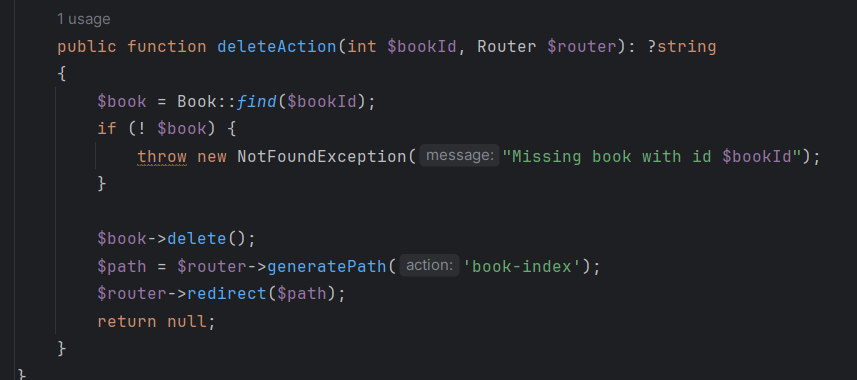 1 usage
public function deleteAction(int $bookId, Router $router): ?string
{
$book = Book::find($bookId);
if (! $book) {
throw new NotFoundException( message: "Missing book with id $bookId");
}
$book->delete();
$path = $router->generatePath( action: 'book-index');
$router->redirect($path);
return null;
}
}